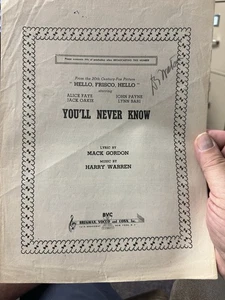 From the 20th Century-Fox Picture
"HELLO, FRISCO, HELLO"
ALICE FAYE JOHN PAYNE
JACK OAKIE LYNN BARI
YOU'LL NEVER KNOW
LYRIC BY
MACK GORDON
MUSIC BY
HARRY WARREN
BVC
BREGMAN, VOCCO and CONN, Inc.